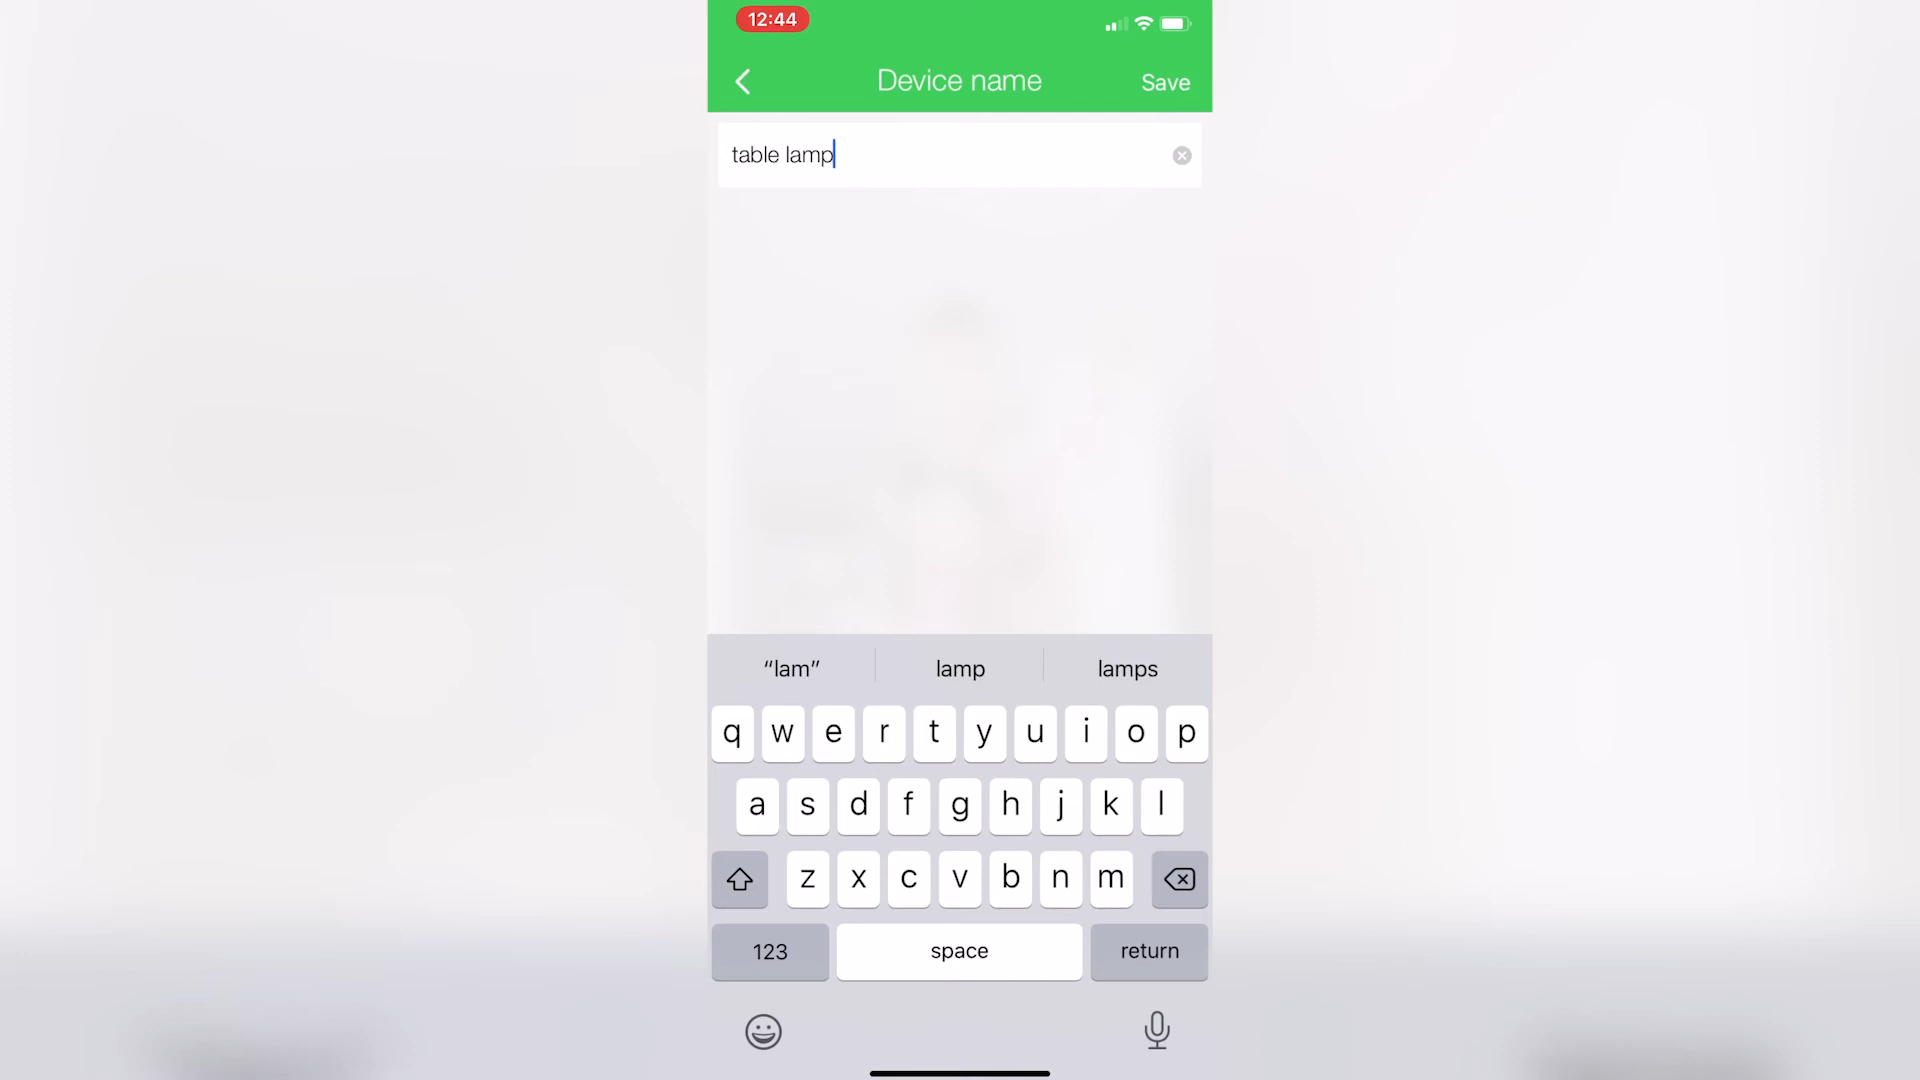 12:44
Device name
Save
table lamp
“lam”
lamp
lamps
q w e r t y u i o p
a s d f g h j k l
z x c v b n m
123
space
return